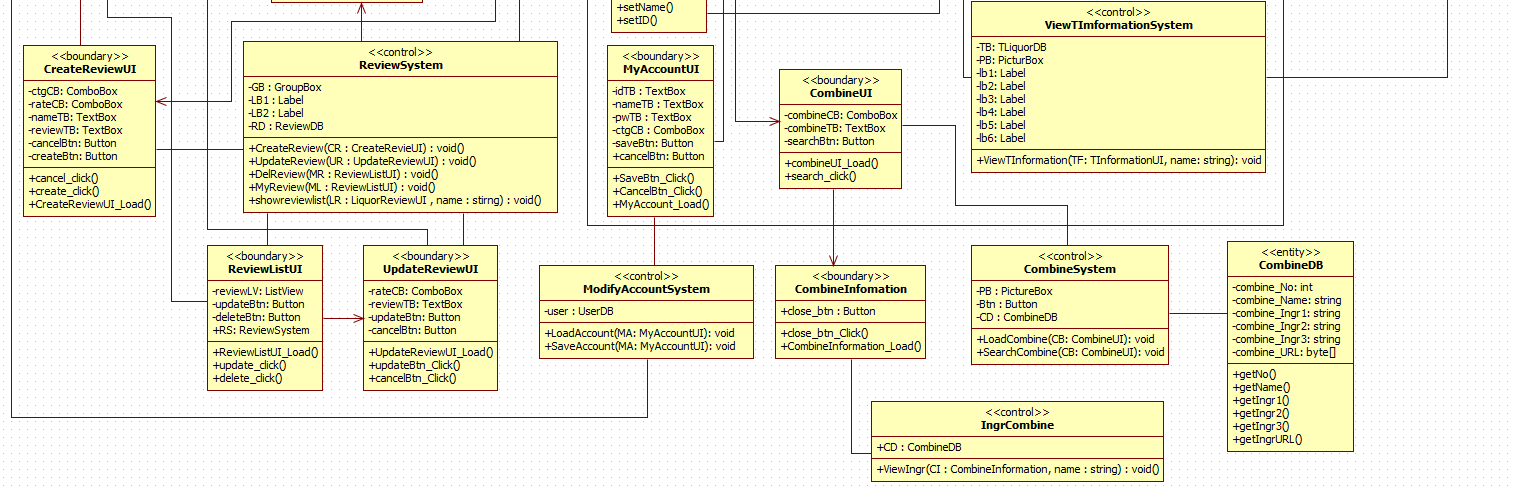 +setName()
+setID()
<<control>>
ViewTImformationSystem
-TB: TLiquorDB
-PB: PicturBox
-lb1: Label
-lb2: Label
-lb3: Label
-lb4: Label
-lb5: Label
-lb6: Label
+ViewTInformation(TF: TInformationUI, name: string): void
<<boundary>>
CreateReviewUI
-ctgCB: ComboBox
-rateCB: ComboBox
-nameTB: TextBox
-reviewTB: TextBox
-cancelBtn: Button
-createBtn: Button
+cancel_click()
+create_click()
+CreateReviewUI_Load()
<<control>>
ReviewSystem
-GB : GroupBox
-LB1 : Label
-LB2 : Label
-RD : ReviewDB
+CreateReview(CR : CreateRevieUI) : void()
+UpdateReview(UR : UpdateReviewUI) : void()
+DelReview(MR : ReviewListUI) : void()
+MyReview(ML : ReviewListUI) : void()
+showreviewlist(LR : LiquorReviewUI , name : stirng) : void()
<<boundary>>
MyAccountUI
-idTB : TextBox
-nameTB : TextBox
-pwTB : TextBox
-ctgCB : ComboBox
-saveBtn : Button
+cancelBtn : Button
+SaveBtn_Click()
+CancelBtn_Click()
+MyAccount_Load()
<<boundary>>
CombineUI
-combineCB: ComboBox
-combineTB: TextBox
-searchBtn: Button
+combineUI_Load()
+search_click()
<<boundary>>
ReviewListUI
-reviewLV: ListView
-updateBtn : Button
-deleteBtn : Button
+RS : ReviewSystem
+ReviewListUI_Load()
+update_click()
+delete_click()
<<boundary>>
UpdateReviewUI
-rateCB : ComboBox
-reviewTB : TextBox
-updateBtn : Button
-cancelBtn : Button
+UpdateReviewUI_Load()
+updateBtn_Click()
+cancelBtn_Click()
<<control>>
ModifyAccountSystem
-user : UserDB
+LoadAccount(MA: MyAccountUI): void
+SaveAccount(MA: MyAccountUI): void
<<boundary>>
CombineInfomation
+close_btn : Button
+close_btn_Click()
+CombineInformation_Load()
<<control>>
CombineSystem
-PB : PictureBox
-Btn : Button
-CD : CombineDB
+LoadCombine(CB: CombineUI): void
+SearchCombine(CB: CombineUI): void
<<entity>>
CombineDB
-combine_No: int
-combine_Name: string
-combine_Ingr1: string
-combine_Ingr2: string
-combine_Ingr3: string
-combine_URL: byte[]
+getNo()
+getName()
+getIngr1()
+getIngr2()
+getIngr3()
+getIngrURL()
<<control>>
IngrCombine
+CD : CombineDB
+ViewIngr(CI : CombineInformation, name : string) : void()